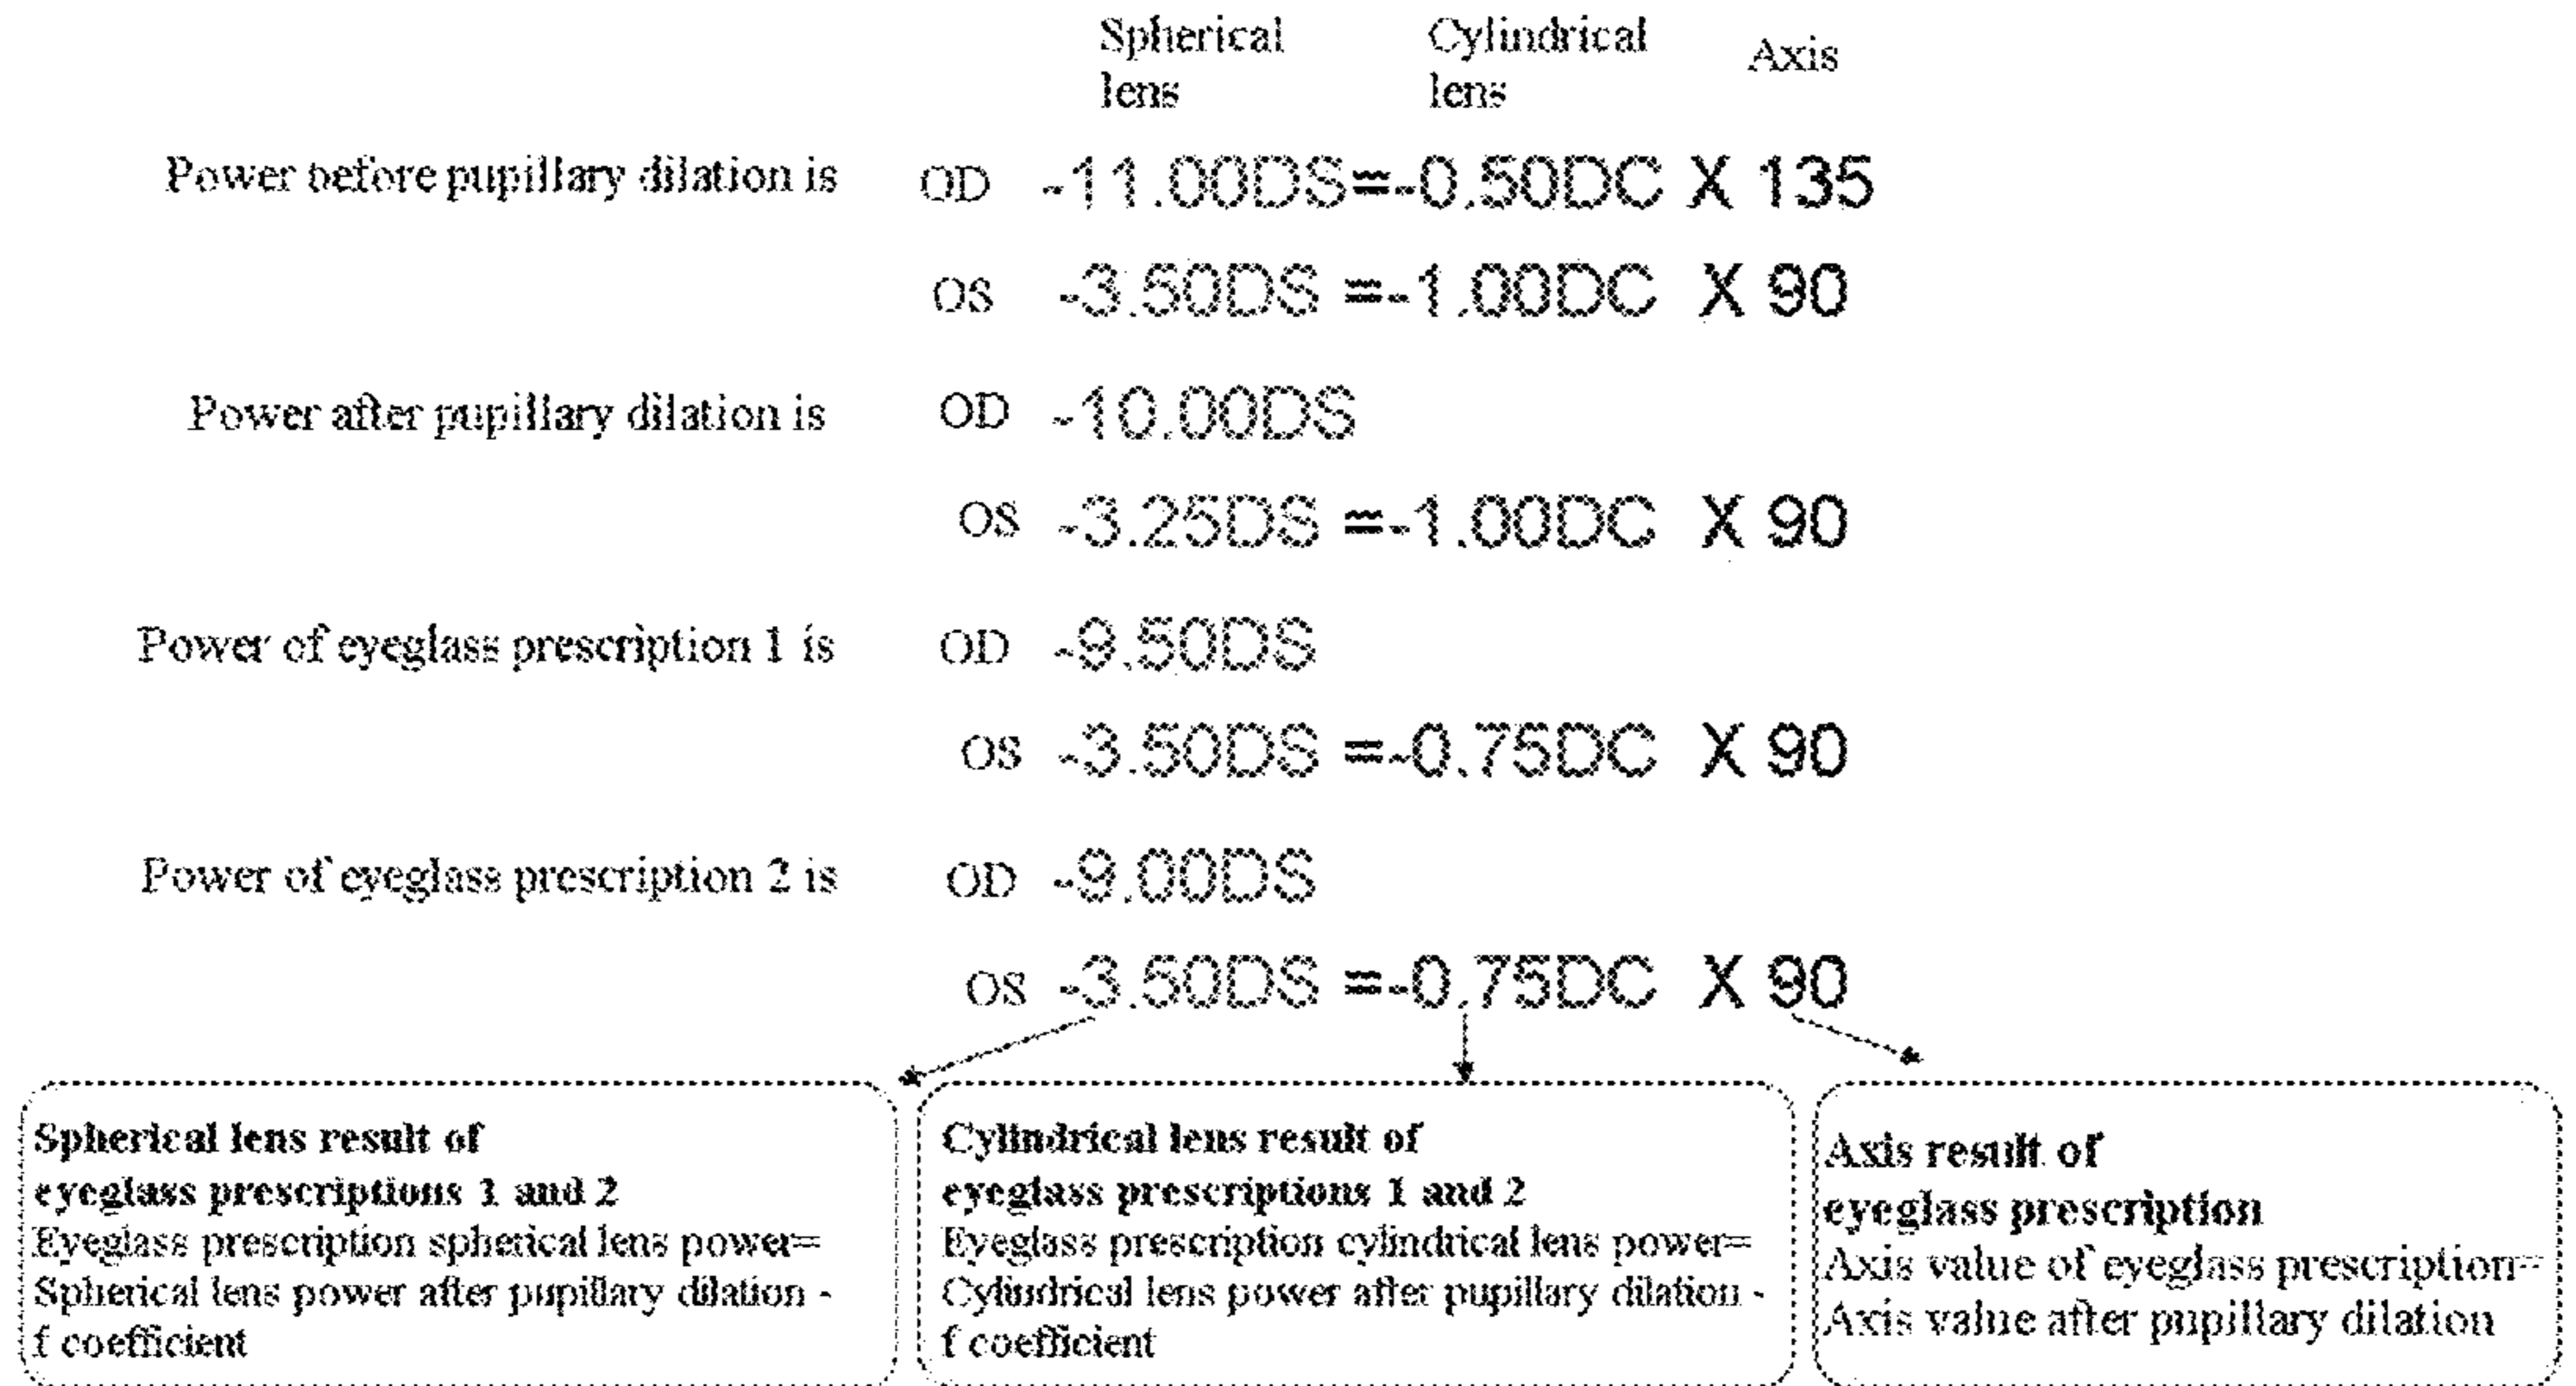 Spherical lens Cylindrical lens Axis
Power before pupillary dilation is OD -11.00DS=-0.50DC X 135
OS -3.50DS =-1.00DC X 90
Power after pupillary dilation is OD -10.00DS
OS -3.25DS =-1.00DC X 90
Power of eyeglass prescription 1 is OD -9.50DS
OS -3.50DS =-0.75DC X 90
Power of eyeglass prescription 2 is OD -9.00DS
OS -3.50DS =-0.75DC X 90
Spherical lens result of
eyeglass prescriptions 1 and 2
Eyeglass prescription spherical lens power=
Spherical lens power after pupillary dilation -
f coefficient
Cylindrical lens result of
eyeglass prescriptions 1 and 2
Eyeglass prescription cylindrical lens power=
Cylindrical lens power after pupillary dilation -
f coefficient
Axis result of
eyeglass prescription
Axis value of eyeglass prescription=
Axis value after pupillary dilation